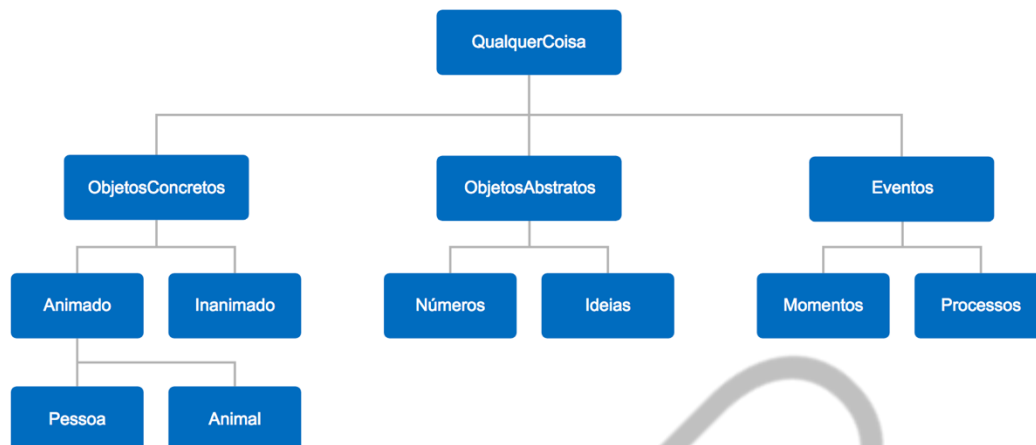 QualquerCoisa
ObjetosConcretos
ObjetosAbstratos
Eventos
Animado
Inanimado
Números
Ideias
Momentos
Processos
Pessoa
Animal